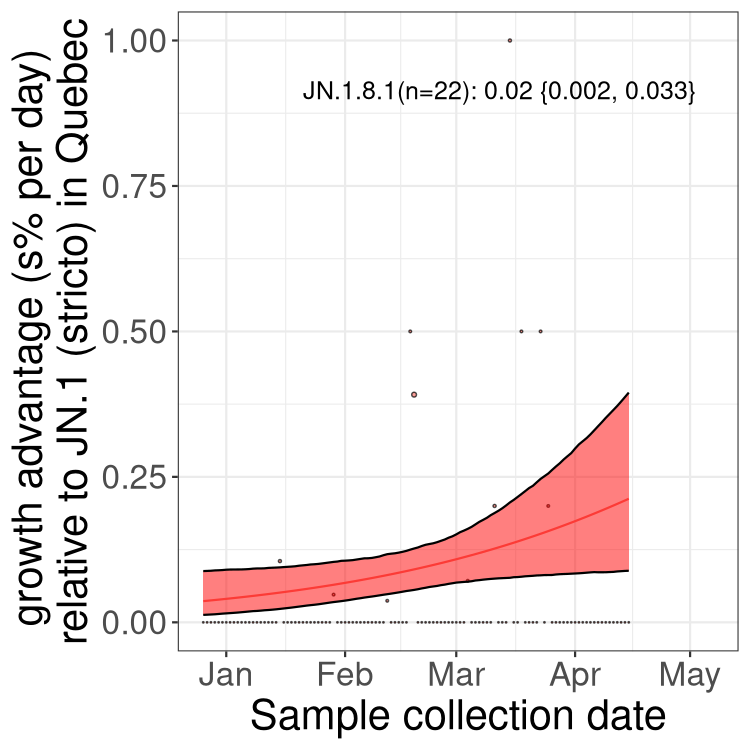 growth advantage (s% per day)
relative to JN.1 (stricto) in Quebec
1.00
0.75
0.50
0.25
0.00
JN.1.8.1(n=22): 0.02 {0.002, 0.033}
Jan Feb Mar Apr May
Sample collection date